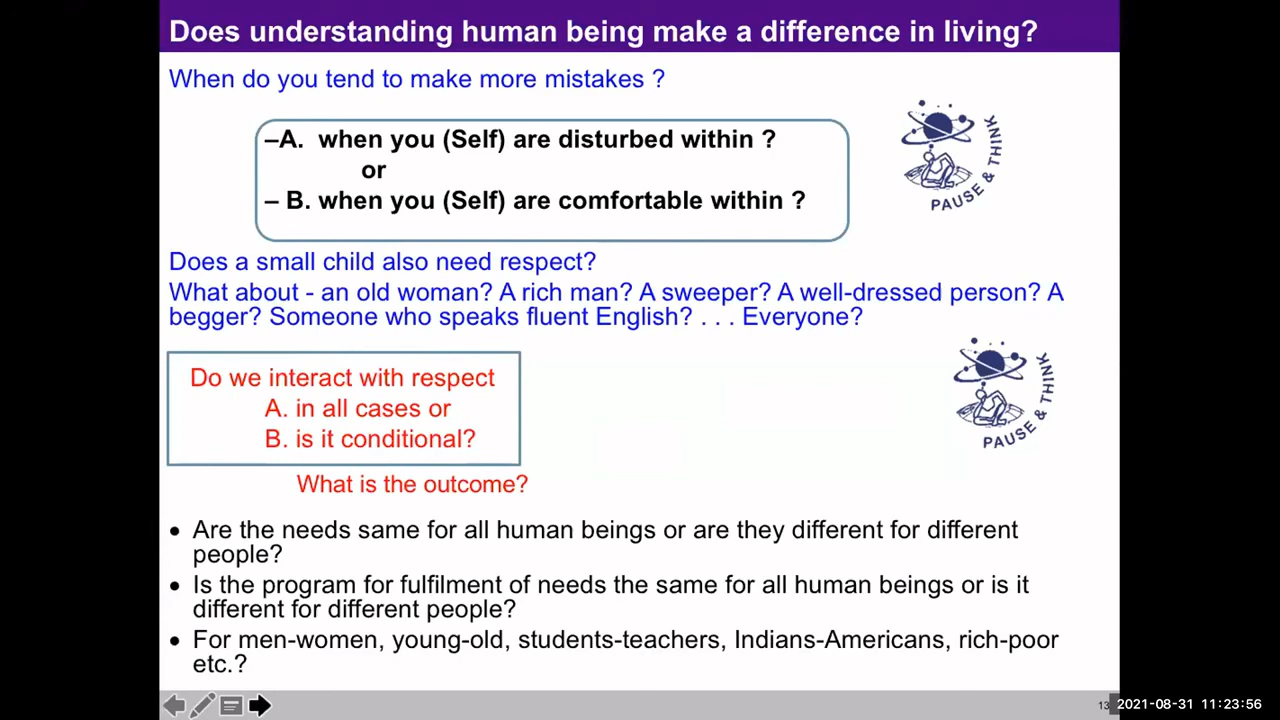 Does understanding human being make a difference in living?
When do you tend to make more mistakes ?
–A. when you (Self) are disturbed within ?
or
– B. when you (Self) are comfortable within ?
PAUSE & THINK
Does a small child also need respect?
What about - an old woman? A rich man? A sweeper? A well-dressed person? A
begger? Someone who speaks fluent English? . . . Everyone?
Do we interact with respect
A. in all cases or
B. is it conditional?
PAUSE & THINK
What is the outcome?
• Are the needs same for all human beings or are they different for different
people?
• Is the program for fulfilment of needs the same for all human beings or is it
different for different people?
• For men-women, young-old, students-teachers, Indians-Americans, rich-poor
etc.?
13
2021-08-31 11:23:56